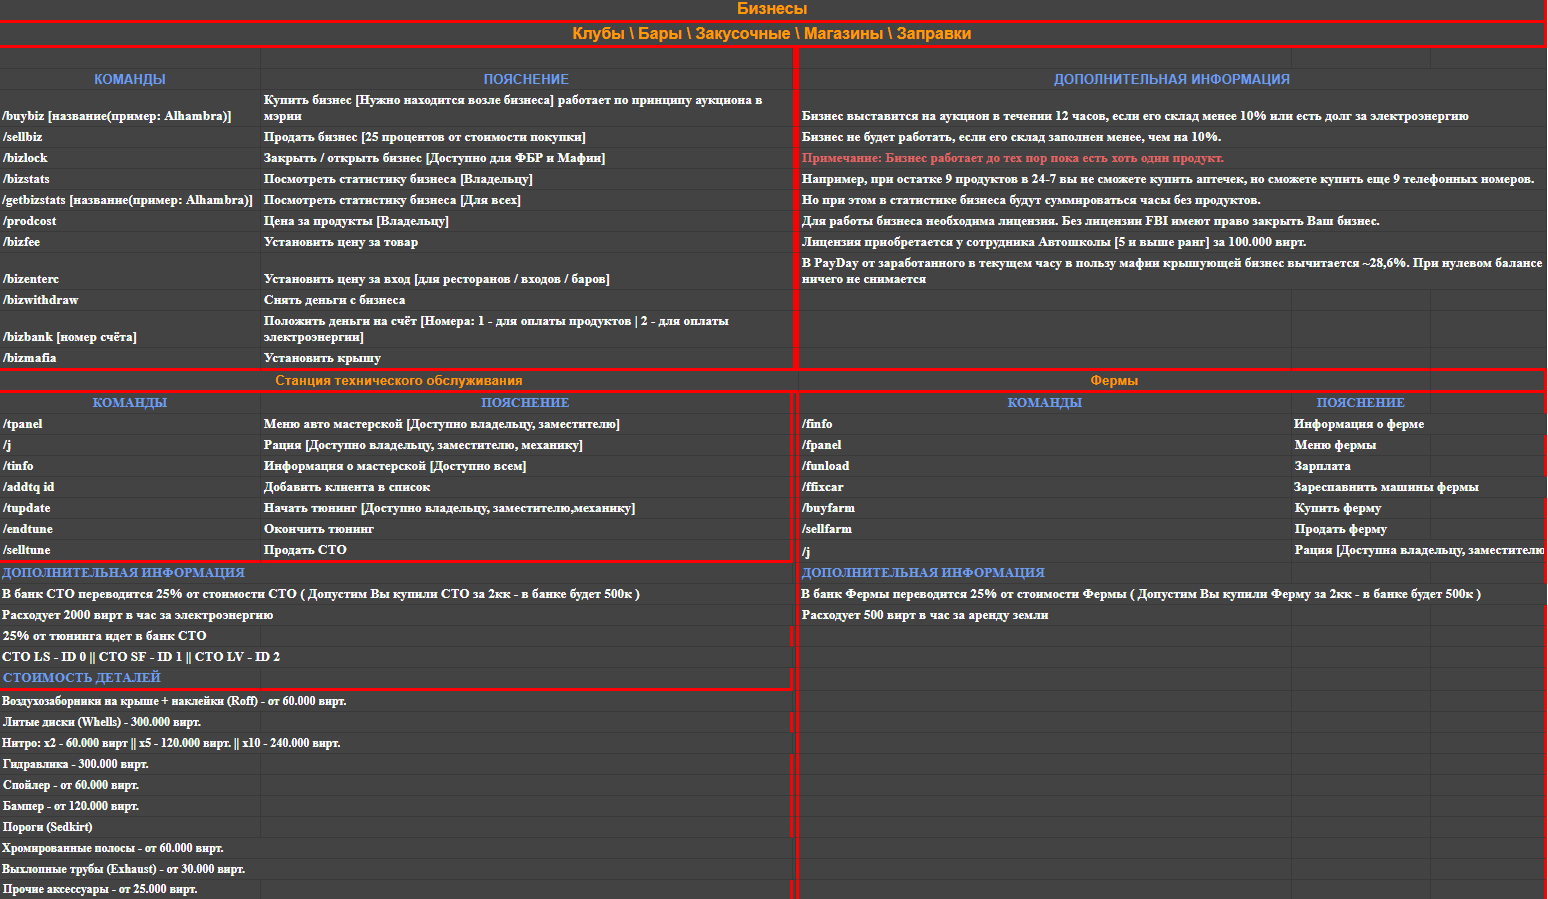 Бизнесы
Клубы \ Бары \ Закусочные \ Магазины \ Заправки
КОМАНДЫ
ПОЯСНЕНИЕ
/buybiz [название(пример: Alhambra)]
Купить бизнес [Нужно находится возле бизнеса] работает по принципу аукциона в
мэрии
/sellbiz
Продать бизнес [25 процентов от стоимости покупки]
/bizlock
Закрыть / открыть бизнес [Доступно для ФБР и Мафии]
/bizstats
Посмотреть статистику бизнеса [Владельцу]
/getbizstats [название(пример: Alhambra)]
Посмотреть статистику бизнеса [Для всех]
/prodcost
Цена за продукты [Владельцу]
/bizfee
Установить цену за товар
/bizenterc
Установить цену за вход [для ресторанов / входов / баров]
/bizwithdraw
Снять деньги с бизнеса
/bizbank [номер счёта]
Положить деньги на счёт [Номера: 1 - для оплаты продуктов | 2 - для оплаты
электроэнергии]
/bizmafia
Установить крышу
ДОПОЛНИТЕЛЬНАЯ ИНФОРМАЦИЯ
Бизнес выставится на аукцион в течении 12 часов, если его склад менее 10% или есть долг за электроэнергию
Бизнес не будет работать, если его склад заполнен менее, чем на 10%.
Примечание: Бизнес работает до тех пор пока есть хоть один продукт.
Например, при остатке 9 продуктов в 24-7 вы не сможете купить аптечек, но сможете купить еще 9 телефонных номеров.
Но при этом в статистике бизнеса будут суммироваться часы без продуктов.
Для работы бизнеса необходима лицензия. Без лицензии FBI имеют право закрыть Ваш бизнес.
Лицензия приобретается у сотрудника Автошколы [5 и выше ранг] за 100.000 вирт.
В PayDay от заработанного в текущем часу в пользу мафии крышующей бизнес вычитается ~28,6%. При нулевом балансе
ничего не снимается
Станция технического обслуживания
КОМАНДЫ
ПОЯСНЕНИЕ
/tpanel
Меню авто мастерской [Доступно владельцу, заместителю]
/j
Рация [Доступно владельцу, заместителю, механику]
/tinfo
Информация о мастерской [Доступно всем]
/addtq id
Добавить клиента в список
/tupdate
Начать тюнинг [Доступно владельцу, заместителю,механику]
/endtune
Окончить тюнинг
/selltune
Продать СТО
ДОПОЛНИТЕЛЬНАЯ ИНФОРМАЦИЯ
В банк СТО переводится 25% от стоимости СТО ( Допустим Вы купили СТО за 2кк - в банке будет 500к )
Расходует 2000 вирт в час за электроэнергию
25% от тюнинга идет в банк СТО
СТО LS - ID 0 || СТО SF - ID 1 || СТО LV - ID 2
СТОИМОСТЬ ДЕТАЛЕЙ
Воздухозаборники на крыше + наклейки (Roff) - от 60.000 вирт.
Литые диски (Whells) - 300.000 вирт.
Нитро: x2 - 60.000 вирт || x5 - 120.000 вирт. || x10 - 240.000 вирт.
Гидравлика - 300.000 вирт.
Спойлер - от 60.000 вирт.
Бампер - от 120.000 вирт.
Пороги (Sedkirt)
Хромированные полосы - от 60.000 вирт.
Выхлопные трубы (Exhaust) - от 30.000 вирт.
Прочие аксессуары - от 25.000 вирт.
Фермы
КОМАНДЫ
ПОЯСНЕНИЕ
/finfo
Информация о ферме
/fpanel
Меню фермы
/funload
Зарплата
/ffixcar
Зареспавнить машины фермы
/buyfarm
Купить ферму
/sellfarm
Продать ферму
/j
Рация [Доступна владельцу, заместителю
ДОПОЛНИТЕЛЬНАЯ ИНФОРМАЦИЯ
В банк Фермы переводится 25% от стоимости Фермы ( Допустим Вы купили Ферму за 2кк - в банке будет 500к )
Расходует 500 вирт в час за аренду земли